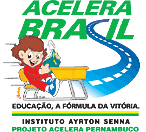 ACELERA
BRASIL
EDUCAÇÃO, A FÓRMULA DA VITÓRIA.
INSTITUTO AYRTON SENNA
PROJETO ACELERA PERNAMBUCO